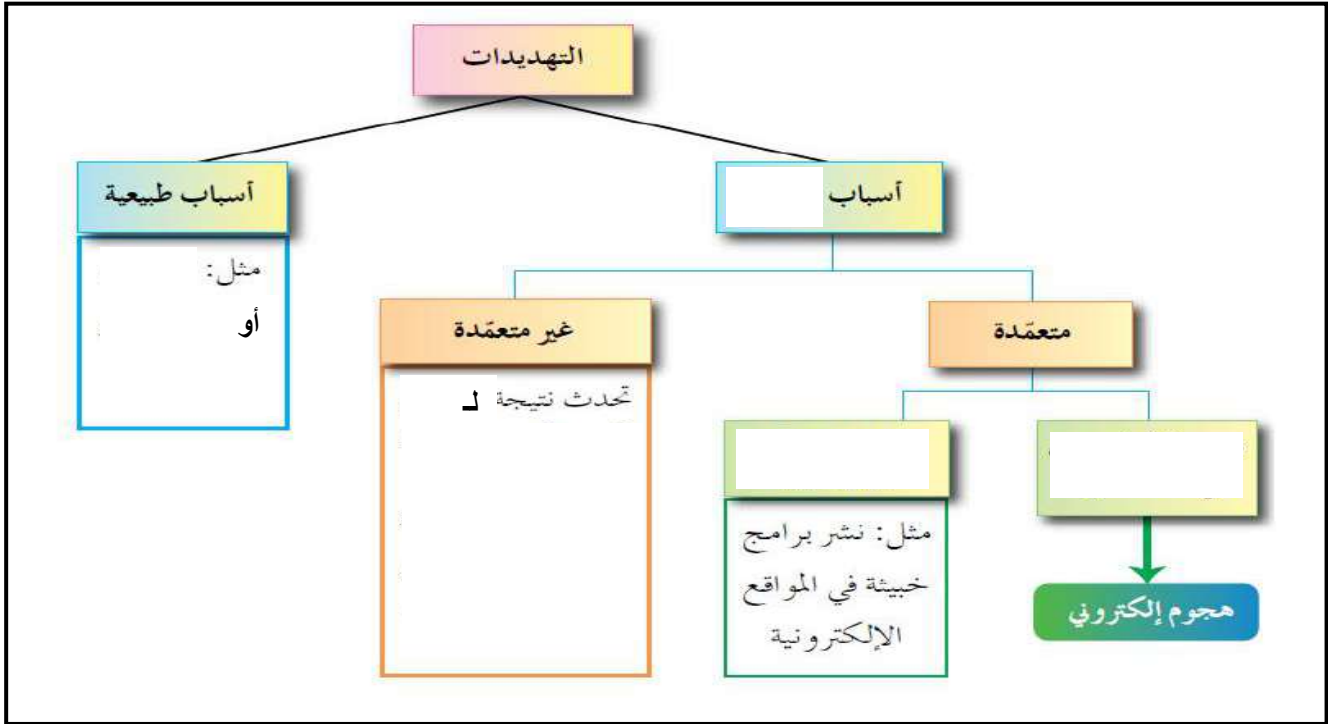 التهديدات
أسباب
أسباب طبيعية
مثل:
أو
متعمّدة
غير متعمّدة
تحدث نتيجة لـ
مثل: نشر برامج
خبيثة في المواقع
الإلكترونية
هجوم إلكتروني